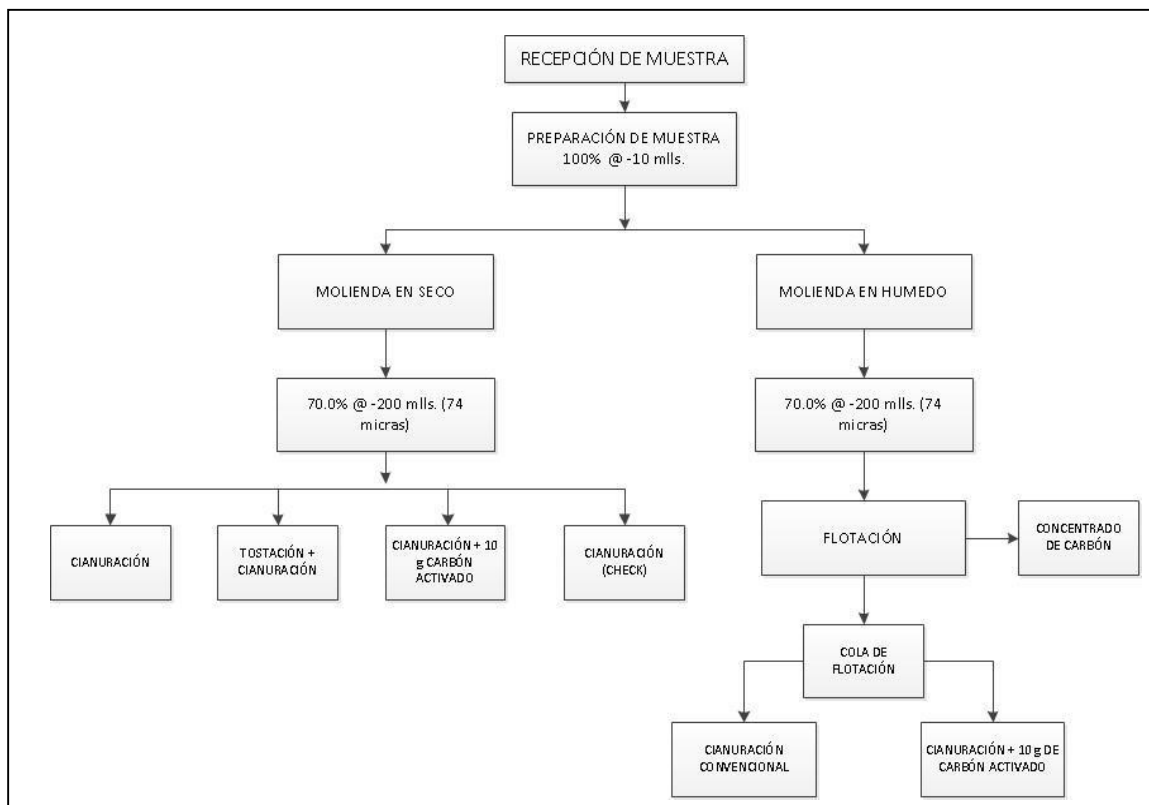 RECEPCIÓN DE MUESTRA
PREPARACIÓN DE MUESTRA
100% @ -10 mlls.
MOLIENDA EN SECO
MOLIENDA EN HUMEDO
70.0% @ -200 mlls. (74
micras)
70.0% @ -200 mlls. (74
micras)
CIANURACIÓN
TOSTACIÓN +
CIANURACIÓN
CIANURACIÓN + 10
g CARBÓN
ACTIVADO
CIANURACIÓN
(CHECK)
FLOTACIÓN
CONCENTRADO
DE CARBÓN
COLA DE
FLOTACIÓN
CIANURACIÓN
CONVENCIONAL
CIANURACIÓN + 10 g DE
CARBÓN ACTIVADO